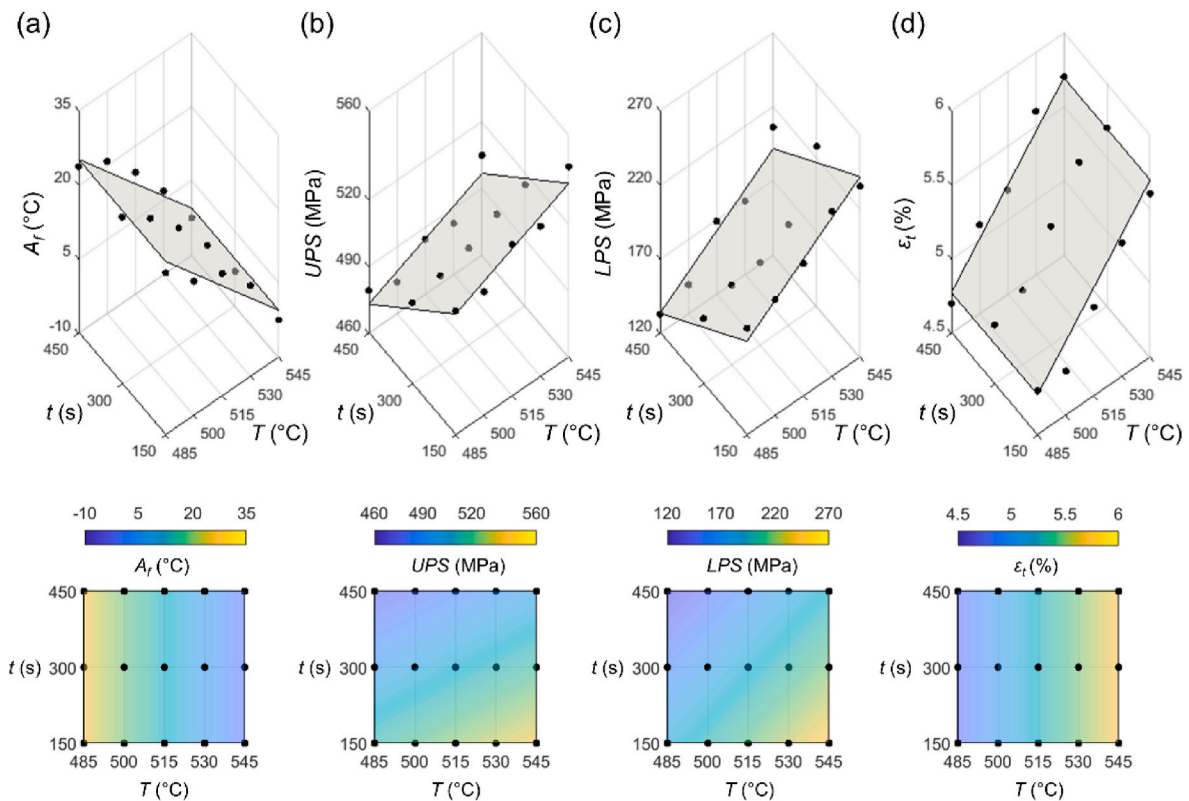 (a)
(b)
(c)
(d)
35
20
5
-10
A_f (°C)
450
300
150
t (s)
485
500
515
530
545
T (°C)
560
520
490
460
UPS (MPa)
450
300
150
t (s)
485
500
515
530
545
T (°C)
270
220
170
120
LPS (MPa)
450
300
150
t (s)
485
500
515
530
545
T (°C)
6
5.5
5
4.5
ε_t (%)
450
300
150
t (s)
485
500
515
530
545
T (°C)
-10 5 20 35
A_f (°C)
450
t (s) 300
150
485 500 515 530 545
T (°C)
460 490 520 560
UPS (MPa)
450
t (s) 300
150
485 500 515 530 545
T (°C)
120 170 220 270
LPS (MPa)
450
t (s) 300
150
485 500 515 530 545
T (°C)
4.5 5 5.5 6
ε_t (%)
450
t (s) 300
150
485 500 515 530 545
T (°C)